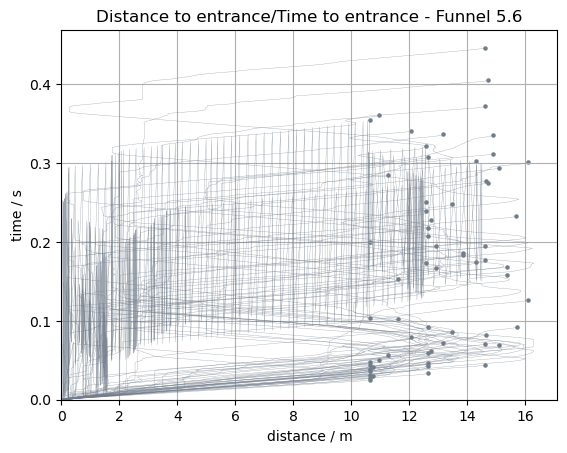 Distance to entrance/Time to entrance - Funnel 5.6
time / s
0.4
0.3
0.2
0.1
0.0
0 2 4 6 8 10 12 14 16
distance / m